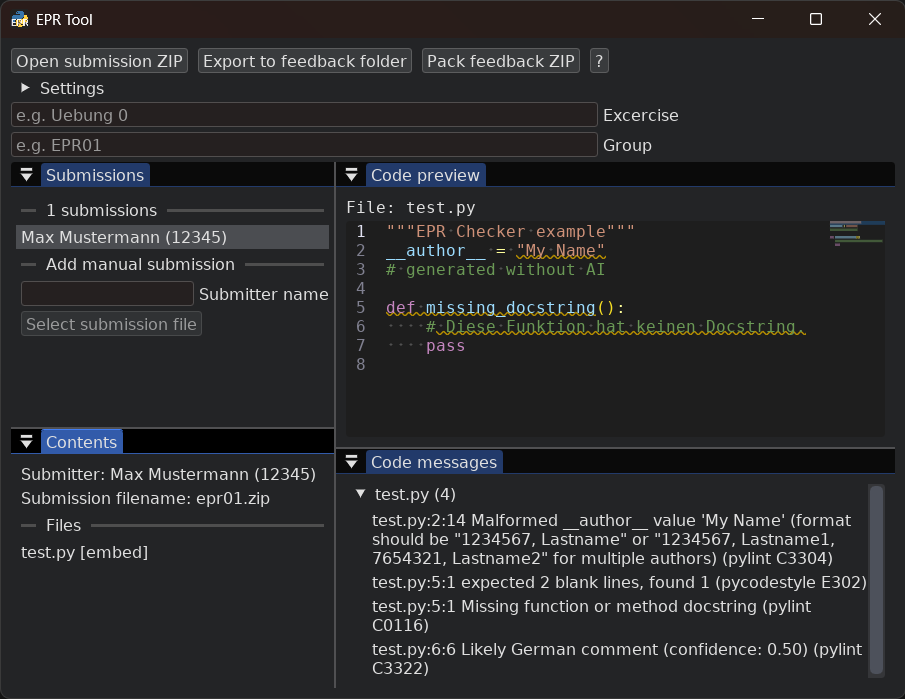 EPR Tool
Open submission ZIP Export to feedback folder Pack feedback ZIP ?
Settings
e.g. Uebung 0 Excercise
e.g. EPR01 Group
Submissions
1 submissions
Max Mustermann (12345)
Add manual submission
Submitter name
Select submission file
Contents
Submitter: Max Mustermann (12345)
Submission filename: epr01.zip
Files
test.py [embed]
Code preview
File: test.py
1 """EPR Checker example"""
2 __author__ = "My Name"
3 # generated without AI
4
5 def missing_docstring():
6 # Diese Funktion hat keinen Docstring
7 pass
8
Code messages
test.py (4)
test.py:2:14 Malformed __author__ value 'My Name' (format
should be "1234567, Lastname" or "1234567, Lastname1,
7654321, Lastname2" for multiple authors) (pylint C3304)
test.py:5:1 expected 2 blank lines, found 1 (pycodestyle E302)
test.py:5:1 Missing function or method docstring (pylint
C0116)
test.py:6:6 Likely German comment (confidence: 0.50) (pylint
C3322)